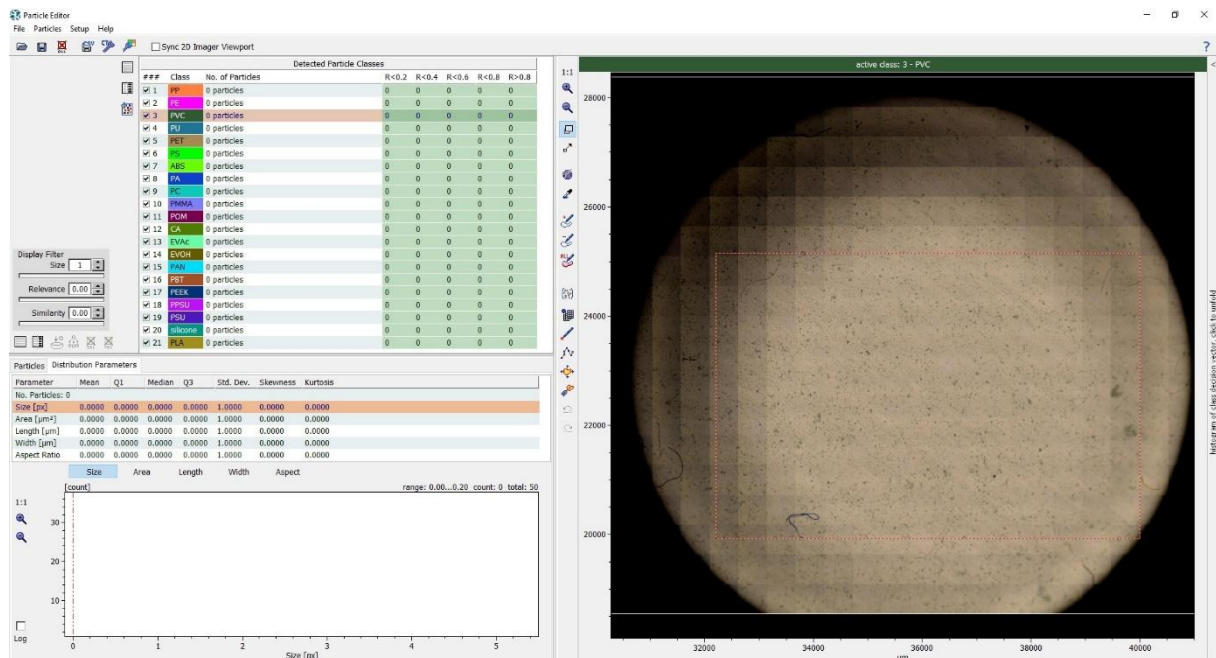 Particle Editor
File Particles Setup Help
Sync 2D Imager Viewport
Detected Particle Classes
### Class No. of Particles R<0.2 R<0.4 R<0.6 R<0.8 R>0.8
1 PP 0 particles 0 0 0 0 0
2 PE 0 particles 0 0 0 0 0
3 PVC 0 particles 0 0 0 0 0
4 PU 0 particles 0 0 0 0 0
5 PET 0 particles 0 0 0 0 0
6 PS 0 particles 0 0 0 0 0
7 ABS 0 particles 0 0 0 0 0
8 PA 0 particles 0 0 0 0 0
9 PC 0 particles 0 0 0 0 0
10 PMMA 0 particles 0 0 0 0 0
11 POM 0 particles 0 0 0 0 0
12 CA 0 particles 0 0 0 0 0
13 EVAc 0 particles 0 0 0 0 0
14 EVOH 0 particles 0 0 0 0 0
15 PAN 0 particles 0 0 0 0 0
16 PBT 0 particles 0 0 0 0 0
17 PEEK 0 particles 0 0 0 0 0
18 PPSU 0 particles 0 0 0 0 0
19 PSU 0 particles 0 0 0 0 0
20 silicone 0 particles 0 0 0 0 0
21 PLA 0 particles 0 0 0 0 0
Display Filter
Size 1
Relevance 0.00
Similarity 0.00
Particles Distribution Parameters
Parameter Mean Q1 Median Q3 Std. Dev. Skewness Kurtosis
No. Particles: 0
Size [px] 0.0000 0.0000 0.0000 0.0000 1.0000 0.0000 0.0000
Area [µm²] 0.0000 0.0000 0.0000 0.0000 1.0000 0.0000 0.0000
Length [µm] 0.0000 0.0000 0.0000 0.0000 1.0000 0.0000 0.0000
Width [µm] 0.0000 0.0000 0.0000 0.0000 1.0000 0.0000 0.0000
Aspect Ratio 0.0000 0.0000 0.0000 0.0000 1.0000 0.0000 0.0000
Size Area Length Width Aspect
[count] range: 0.00...0.20 count: 0 total: 50
1:1
30
20
10
Log
0 1 2 3 4 5
Size [px]
1:1
active class: 3 - PVC
28000
26000
24000
22000
20000
32000 34000 36000 38000 40000
µm
histogram of class decision vector, click to unfold